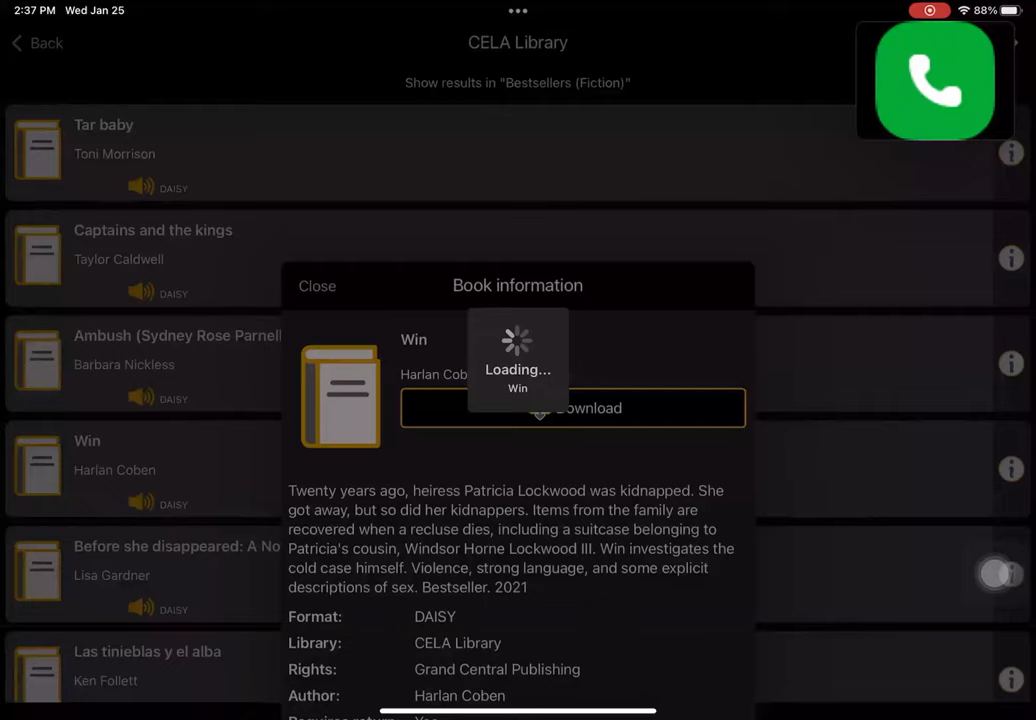 2:37 PM Wed Jan 25
88%
Back
CELA Library
Show results in "Bestsellers (Fiction)"
Tar baby
Toni Morrison
DAISY
Captains and the kings
Taylor Caldwell
DAISY
Ambush (Sydney Rose Parnell
Barbara Nickless
DAISY
Win
Harlan Coben
DAISY
Before she disappeared: A No
Lisa Gardner
DAISY
Las tinieblas y el alba
Ken Follett
Close
Book information
Win
Harlan Cob
Loading...
Win
Download
Twenty years ago, heiress Patricia Lockwood was kidnapped. She
got away, but so did her kidnappers. Items from the family are
recovered when a recluse dies, including a suitcase belonging to
Patricia's cousin, Windsor Horne Lockwood III. Win investigates the
cold case himself. Violence, strong language, and some explicit
descriptions of sex. Bestseller. 2021
Format: DAISY
Library: CELA Library
Rights: Grand Central Publishing
Author: Harlan Coben
Requires return: Yes